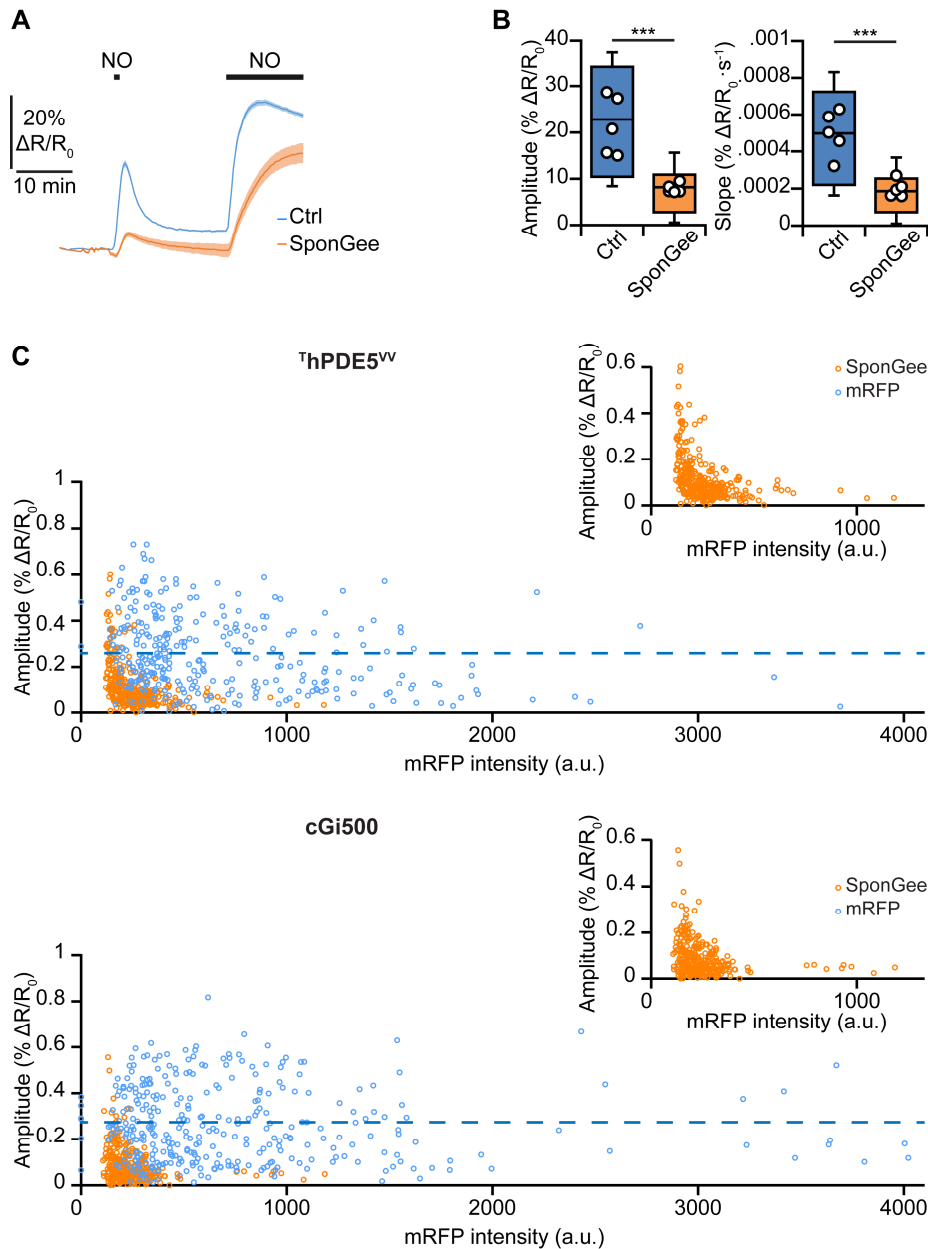 A
NO
NO
20%
ΔR/R₀
10 min
Ctrl
SponGee
B
***
Amplitude (% ΔR/R₀)
40
30
20
10
0
Ctrl
SponGee
***
Slope (% ΔR/R₀ ·s⁻¹)
.001
.0008
.0006
.0004
.0002
0
Ctrl
SponGee
C
ᵀhPDE5ⱽⱽ
Amplitude (% ΔR/R₀)
0.6
0.4
0.2
0
0
1000
mRFP intensity (a.u.)
SponGee
mRFP
Amplitude (% ΔR/R₀)
1
0.8
0.6
0.4
0.2
0
0
1000
2000
3000
4000
mRFP intensity (a.u.)
cGi500
Amplitude (% ΔR/R₀)
0.6
0.4
0.2
0
0
1000
mRFP intensity (a.u.)
SponGee
mRFP
Amplitude (% ΔR/R₀)
1
0.8
0.6
0.4
0.2
0
0
1000
2000
3000
4000
mRFP intensity (a.u.)